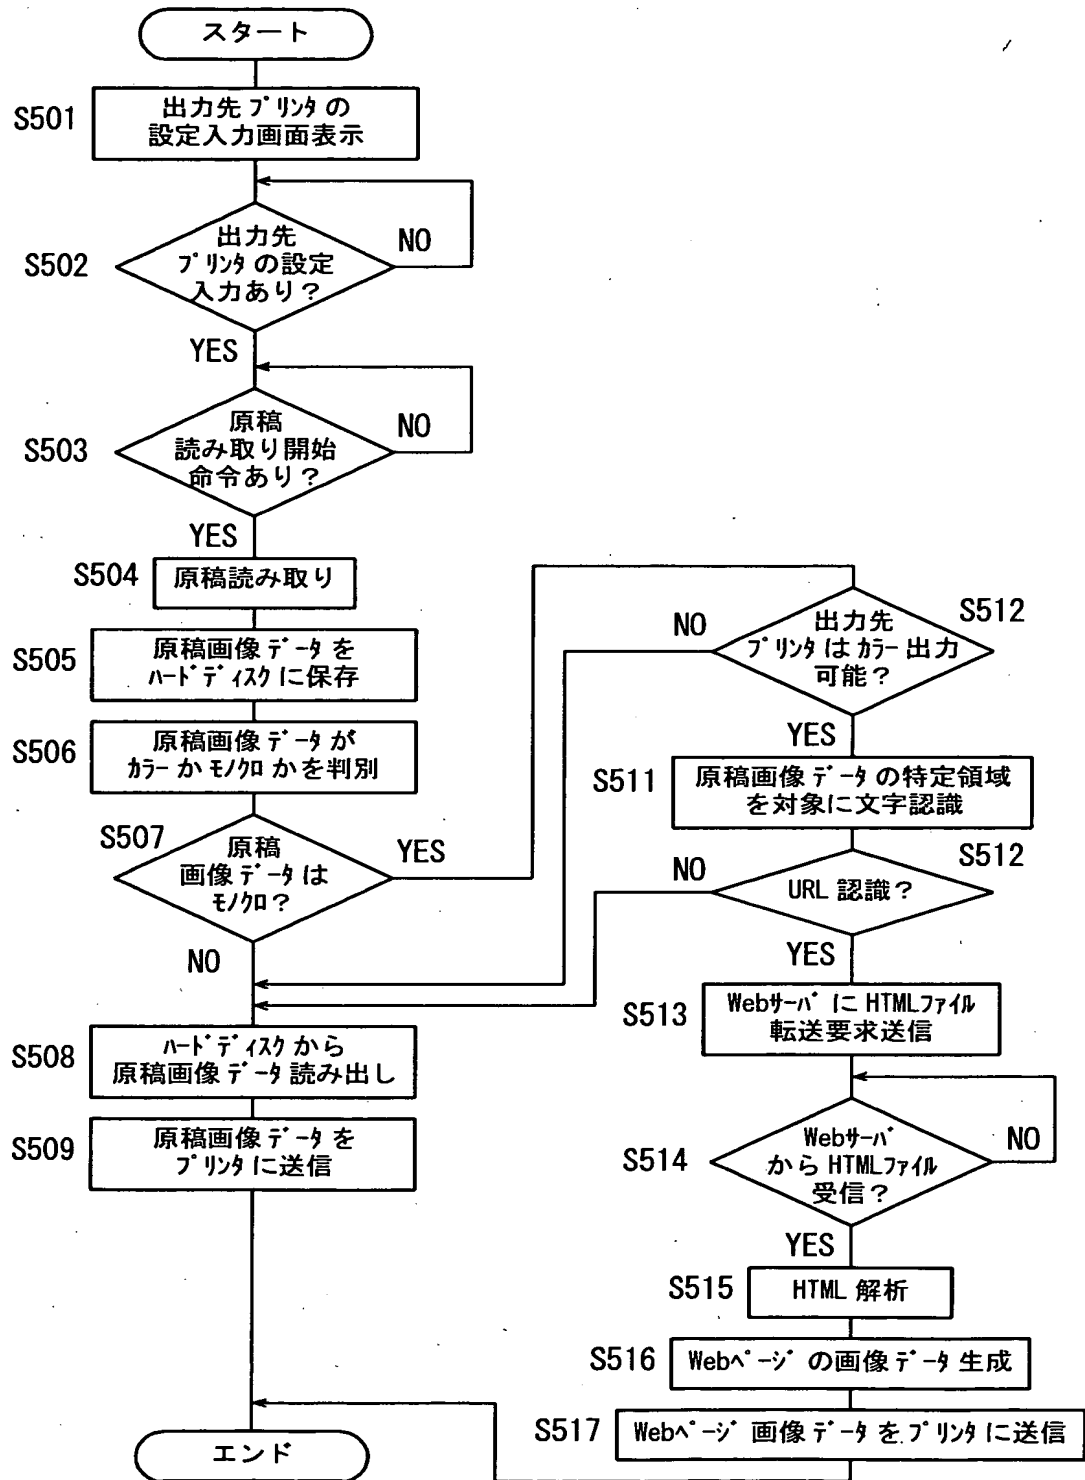 スタート
S501
出力先プリンタの
設定入力画面表示
S502
出力先
プリンタの設定
入力あり？
NO
YES
S503
原稿
読み取り開始
命令あり？
NO
YES
S504
原稿読み取り
S505
原稿画像データを
ハードディスクに保存
S506
原稿画像データが
カラーかモノクロかを判別
S507
原稿
画像データは
モノクロ？
YES
NO
S508
ハードディスクから
原稿画像データ読み出し
S509
原稿画像データを
プリンタに送信
エンド
S512
出力先
プリンタはカラー出力
可能？
NO
YES
S511
原稿画像データの特定領域
を対象に文字認識
S512
URL認識？
NO
YES
S513
WebサーバにHTMLファイル
転送要求送信
S514
Webサーバ
からHTMLファイル
受信？
NO
YES
S515
HTML解析
S516
Webページの画像データ生成
S517
Webページ画像データをプリンタに送信